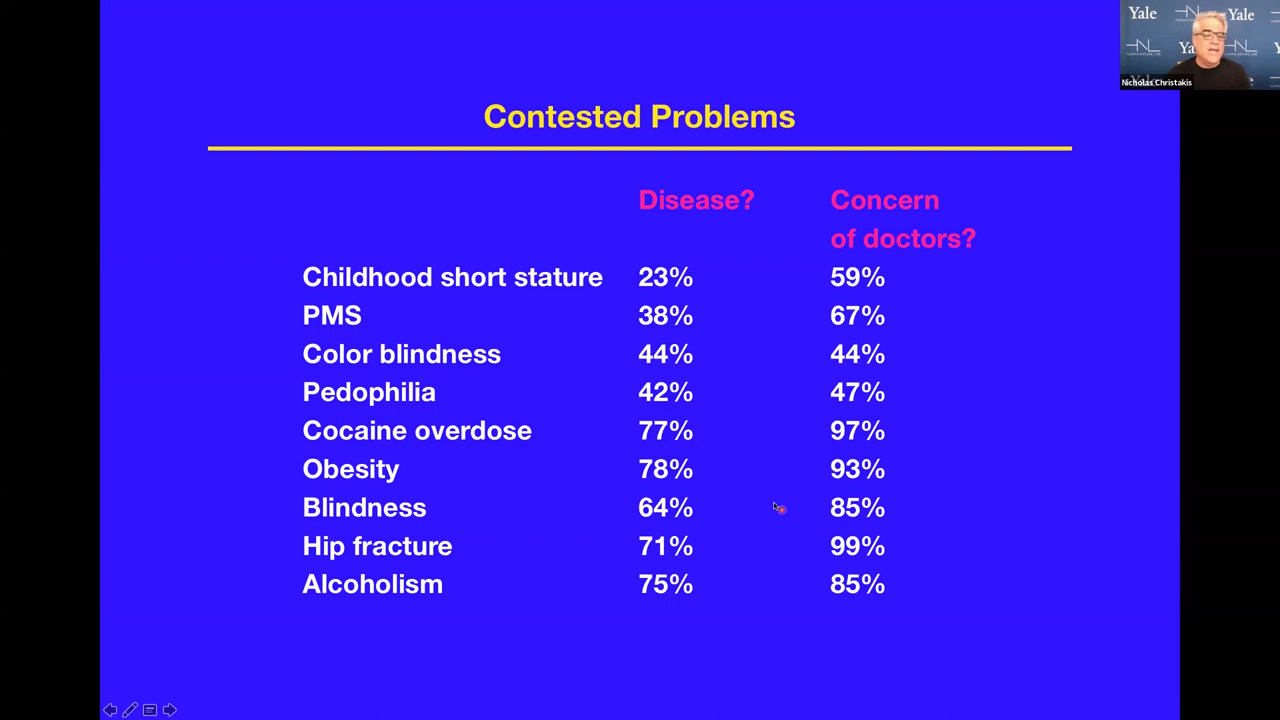 Contested Problems
Disease? Concern
of doctors?
Childhood short stature 23% 59%
PMS 38% 67%
Color blindness 44% 44%
Pedophilia 42% 47%
Cocaine overdose 77% 97%
Obesity 78% 93%
Blindness 64% 85%
Hip fracture 71% 99%
Alcoholism 75% 85%
Yale Yale
Nicholas Christakis